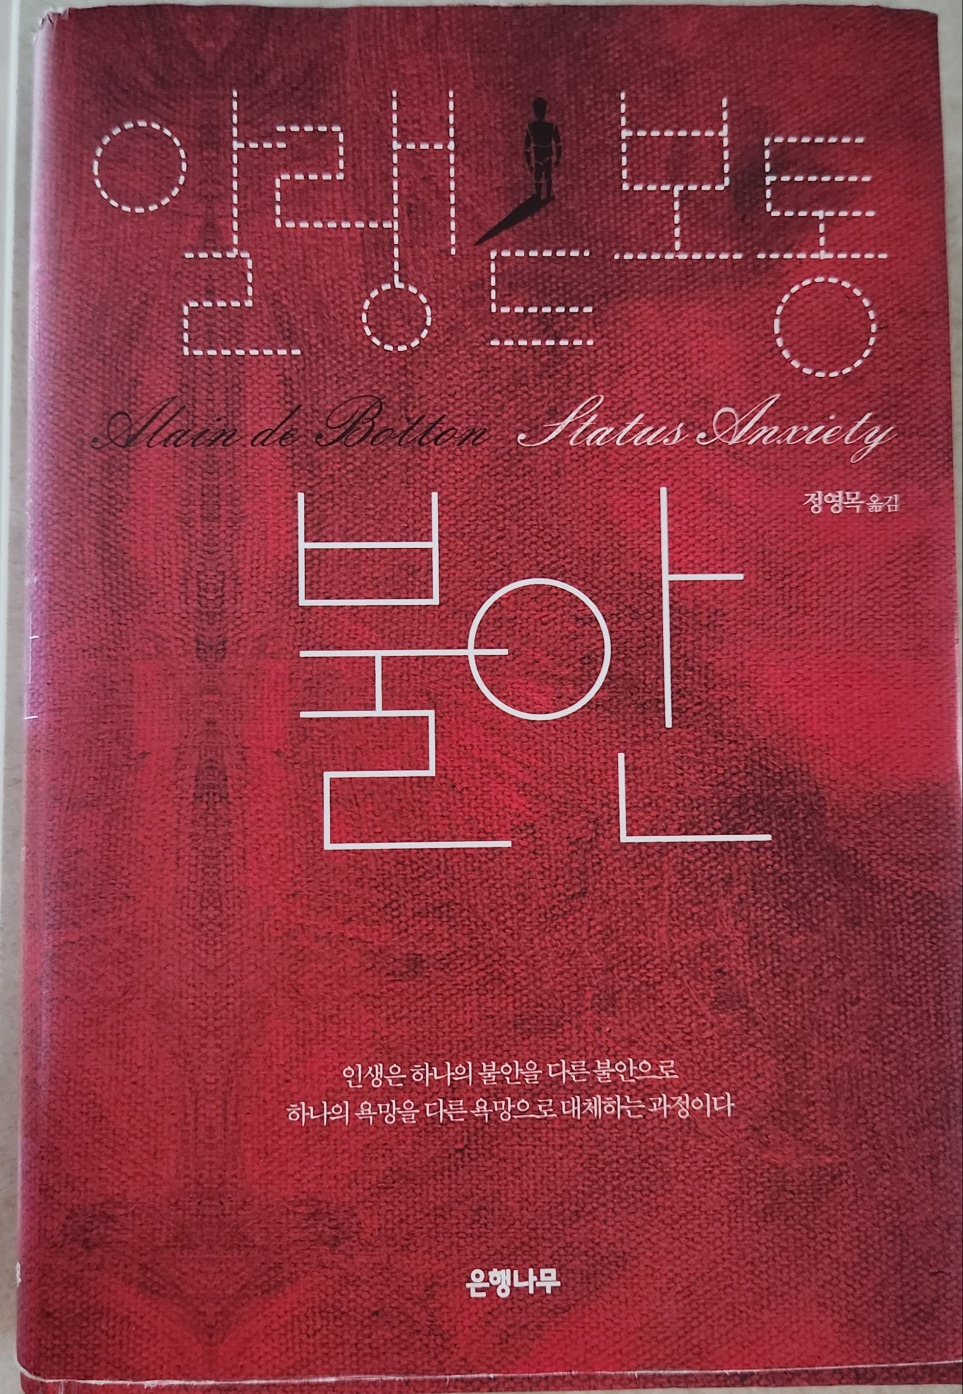 알랭 드 보통
Alain de Botton Status Anxiety
정영목 옮김
불안
인생은 하나의 불안을 다른 불안으로
하나의 욕망을 다른 욕망으로 대체하는 과정이다
은행나무